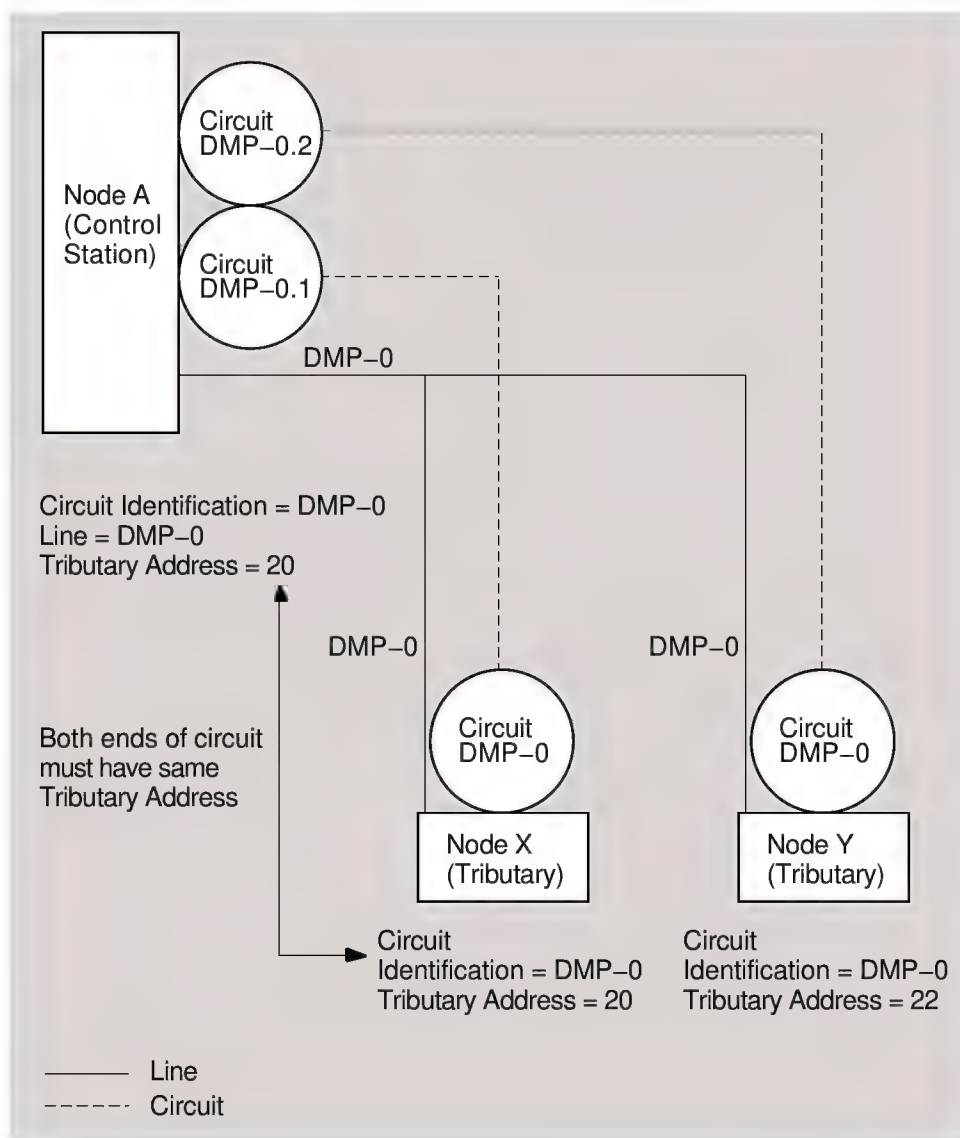 Circuit
DMP–0.2
Node A
(Control
Station)
Circuit
DMP–0.1
DMP–0
Circuit Identification = DMP–0
Line = DMP–0
Tributary Address = 20
DMP–0
DMP–0
Both ends of circuit
must have same
Tributary Address
Circuit
DMP–0
Circuit
DMP–0
Node X
(Tributary)
Node Y
(Tributary)
Circuit
Identification = DMP–0
Tributary Address = 20
Circuit
Identification = DMP–0
Tributary Address = 22
Line
Circuit